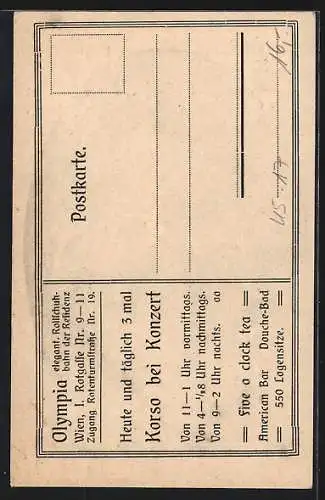 Olympia elegant. Rollschuh-
bahn der Residenz
Wien, I. Rotgasse Nr. 9—11
Zugang Rotenturmstraße Nr. 19.
Heute und täglich 3 mal
Korso bei Konzert
Von 11—1 Uhr vormittags.
Von 4—½8 Uhr nachmittags.
Von 9—2 Uhr nachts.
Five o clock tea
American Bar Douche-Bad
550 Logensitze.
Postkarte.